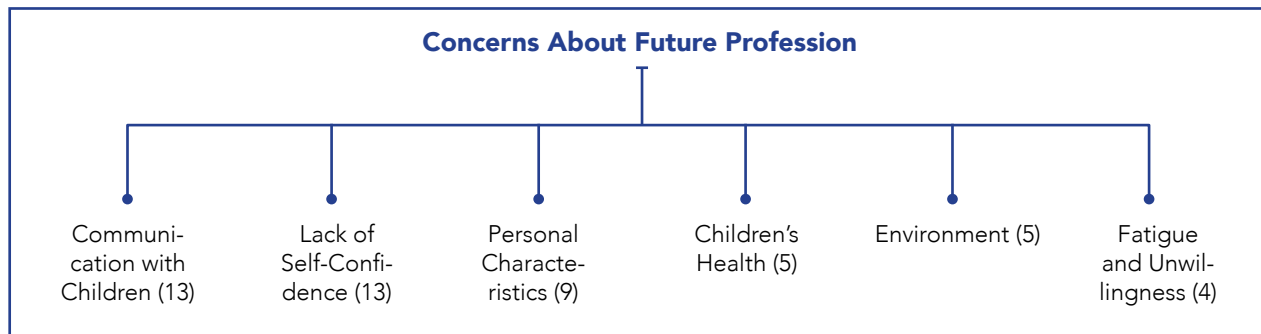 Concerns About Future Profession
Communi-
cation with
Children (13)
Lack of
Self-Confi-
dence (13)
Personal
Characte-
ristics (9)
Children's
Health (5)
Environment (5)
Fatigue
and Unwil-
lingness (4)